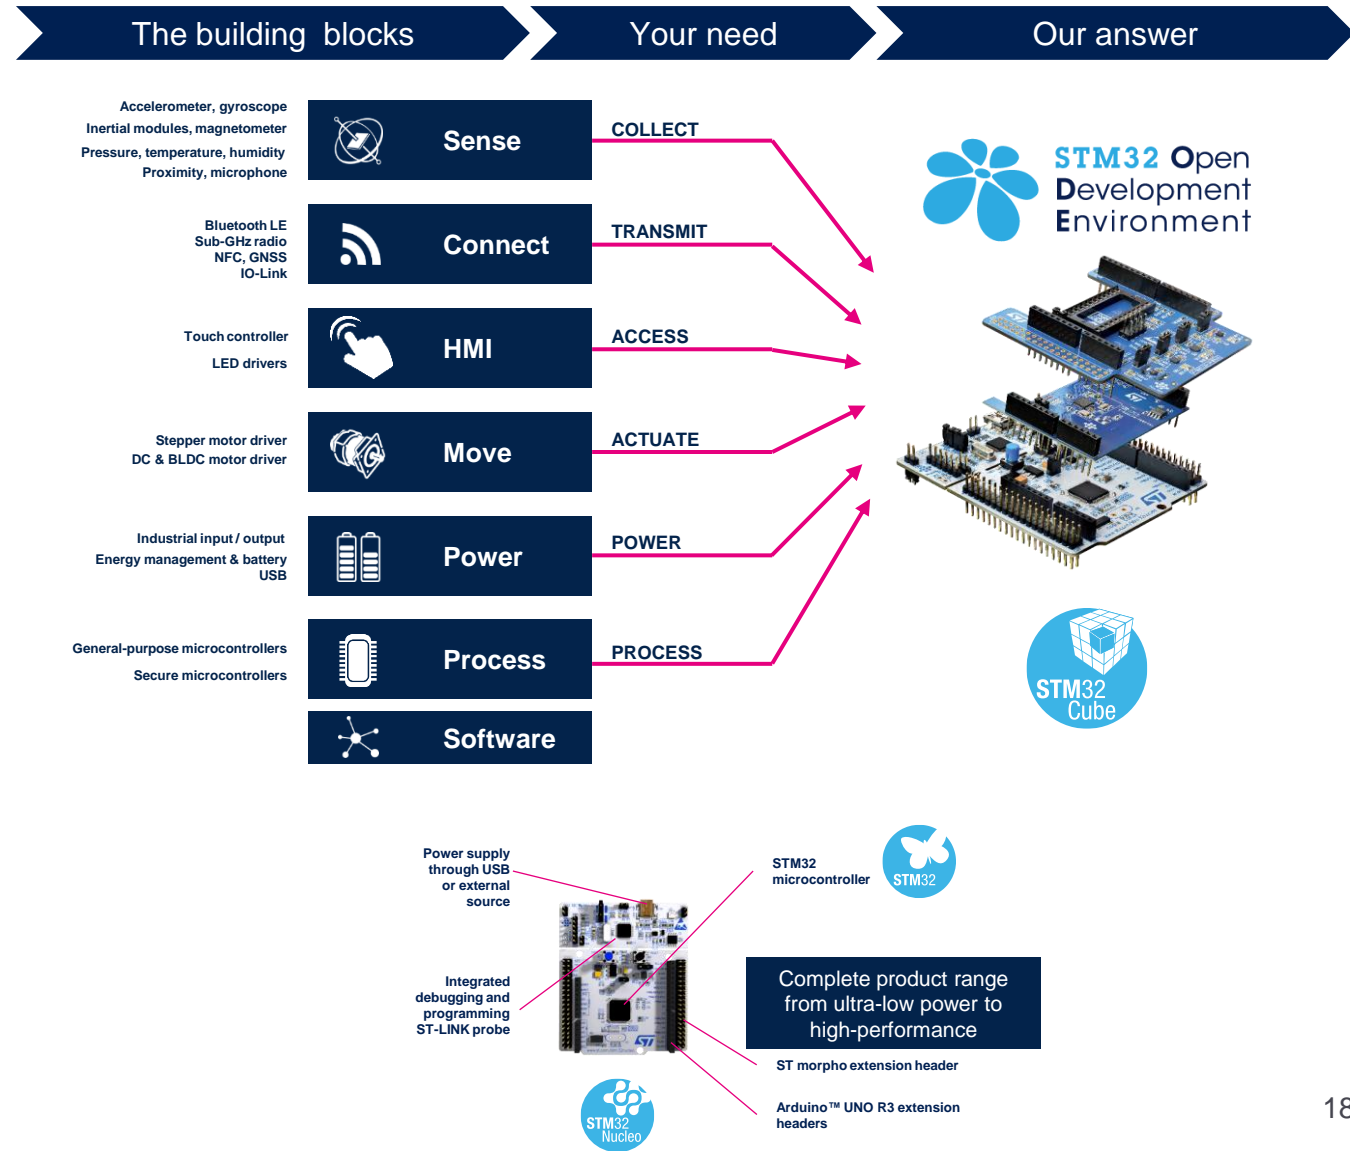 The building blocks
Your need
Our answer
Accelerometer, gyroscope
Inertial modules, magnetometer
Pressure, temperature, humidity
Proximity, microphone
Sense
COLLECT
STM32 Open
Development
Environment
Bluetooth LE
Sub-GHz radio
NFC, GNSS
IO-Link
Connect
TRANSMIT
Touch controller
LED drivers
HMI
ACCESS
Stepper motor driver
DC & BLDC motor driver
Move
ACTUATE
Industrial input / output
Energy management & battery
USB
Power
POWER
General-purpose microcontrollers
Secure microcontrollers
Process
PROCESS
STM32
Cube
Software
Power supply
through USB
or external
source
STM32
microcontroller
STM32
Integrated
debugging and
programming
ST-LINK probe
Complete product range
from ultra-low power to
high-performance
ST morpho extension header
Arduino™ UNO R3 extension
headers
STM32
Nucleo
18